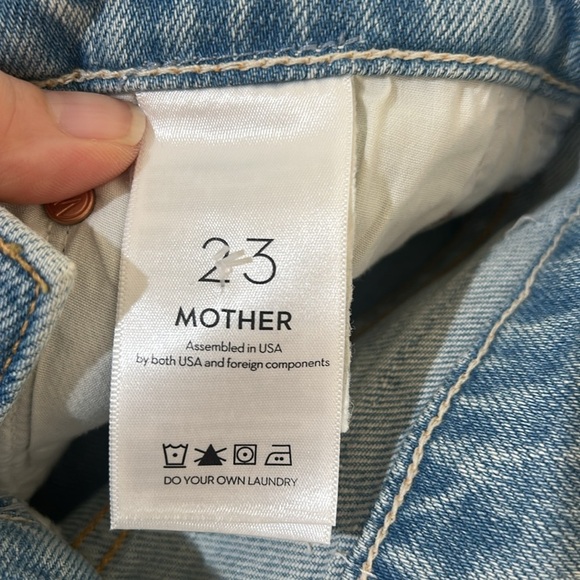 23
MOTHER
Assembled in USA
by both USA and foreign components
DO YOUR OWN LAUNDRY